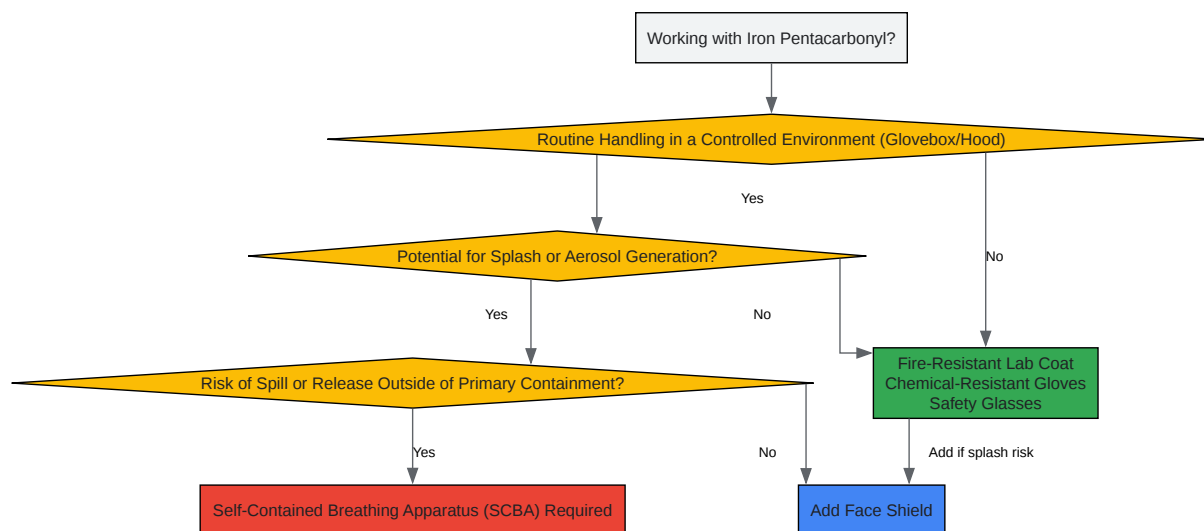 Working with Iron Pentacarbonyl?
Routine Handling in a Controlled Environment (Glovebox/Hood)
Yes
No
Potential for Splash or Aerosol Generation?
Yes
No
Fire-Resistant Lab Coat
Chemical-Resistant Gloves
Safety Glasses
Risk of Spill or Release Outside of Primary Containment?
Yes
No
Add if splash risk
Self-Contained Breathing Apparatus (SCBA) Required
Add Face Shield